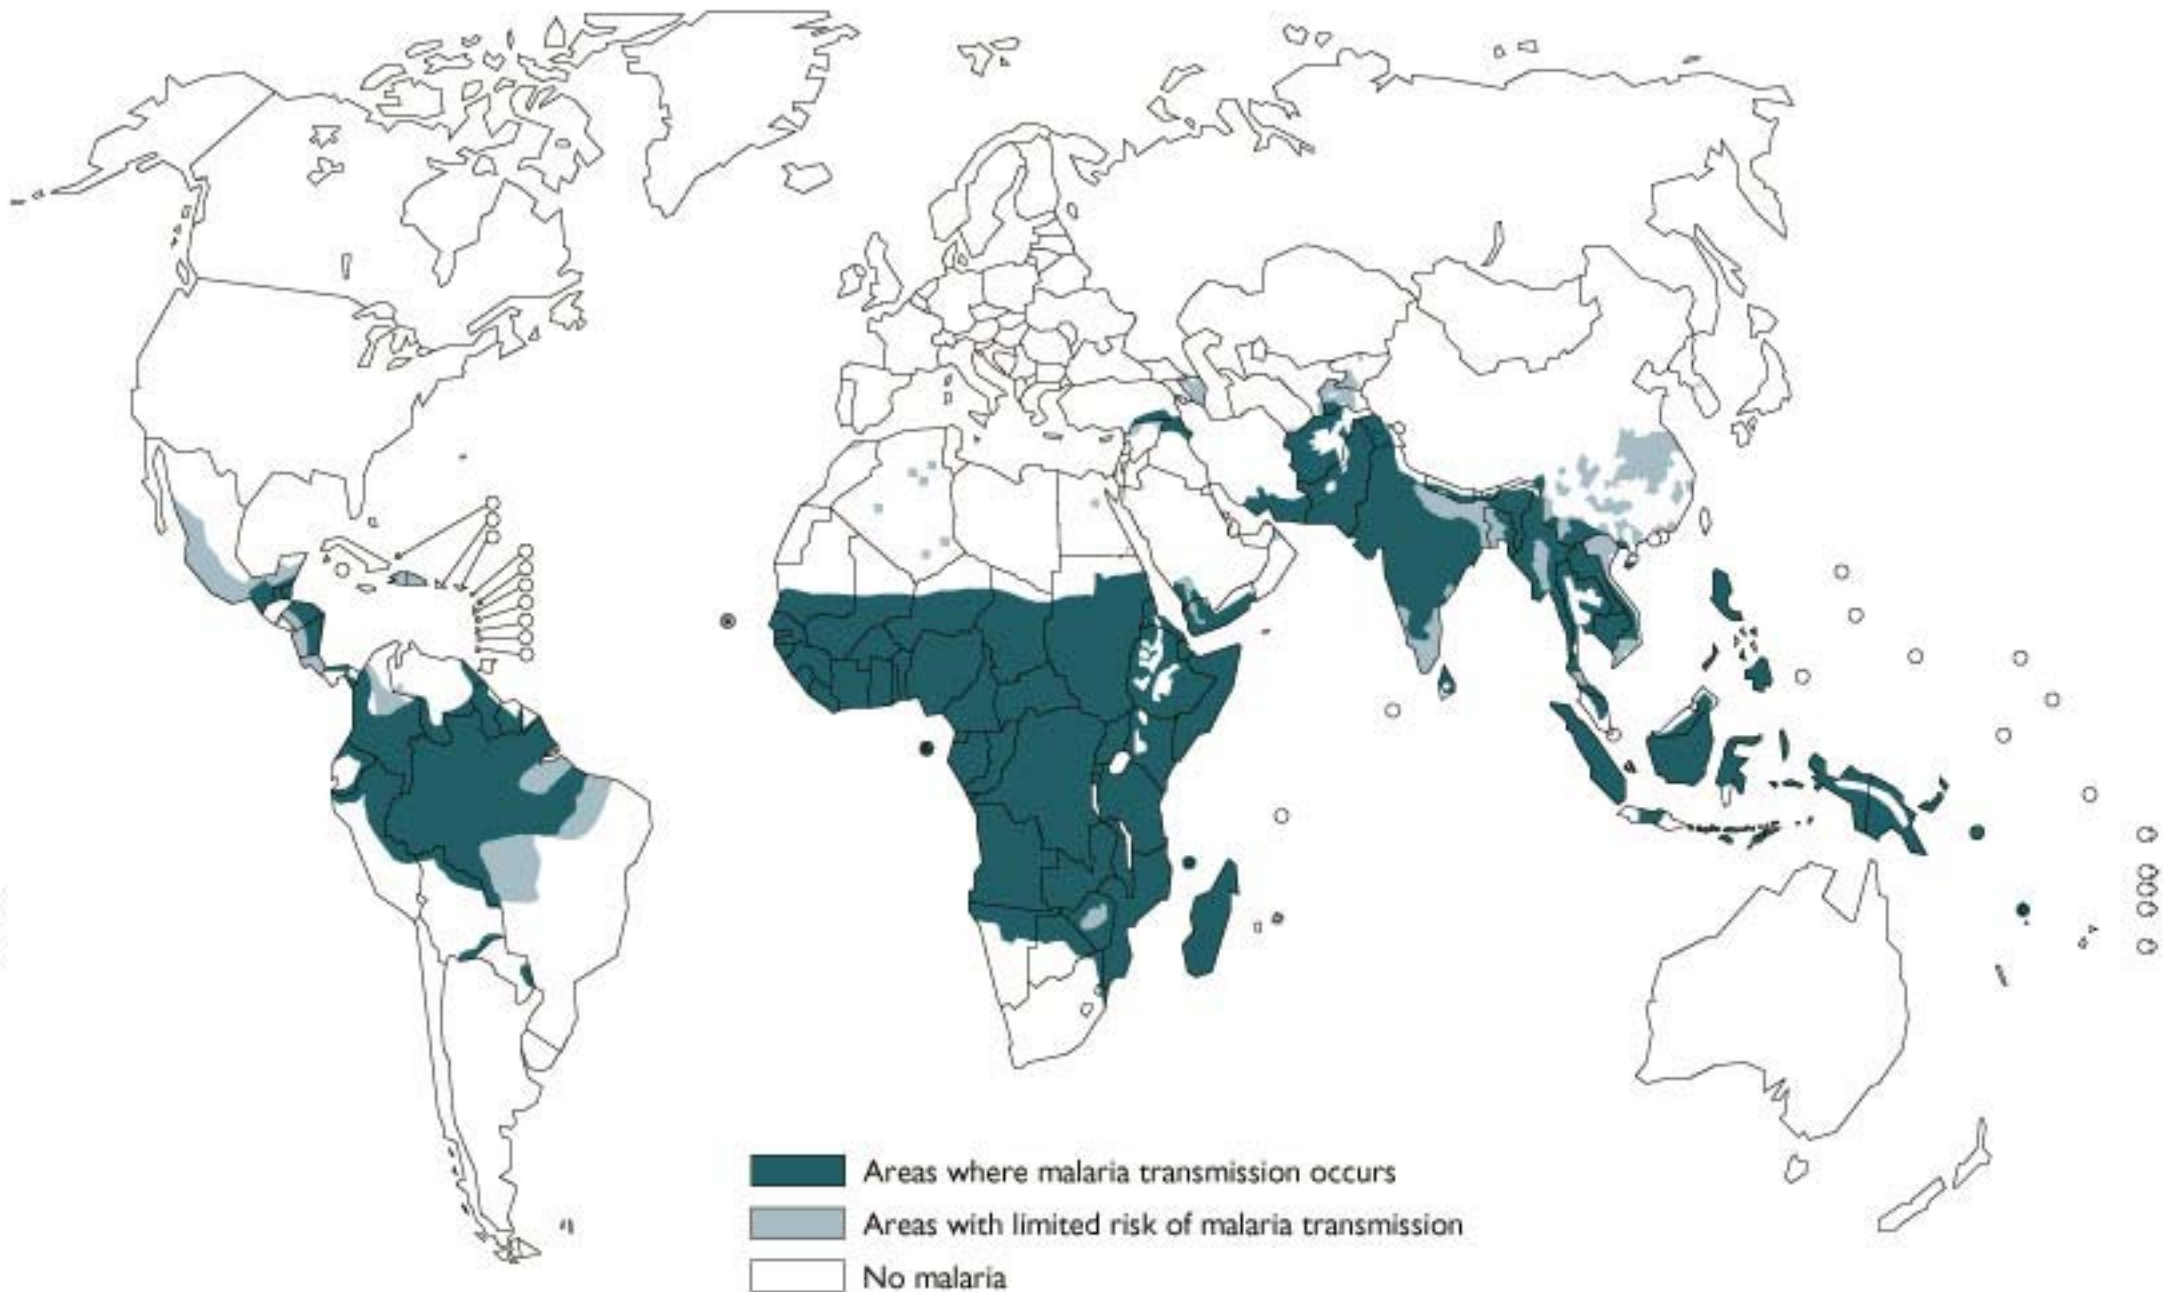 Areas where malaria transmission occurs
Areas with limited risk of malaria transmission
No malaria